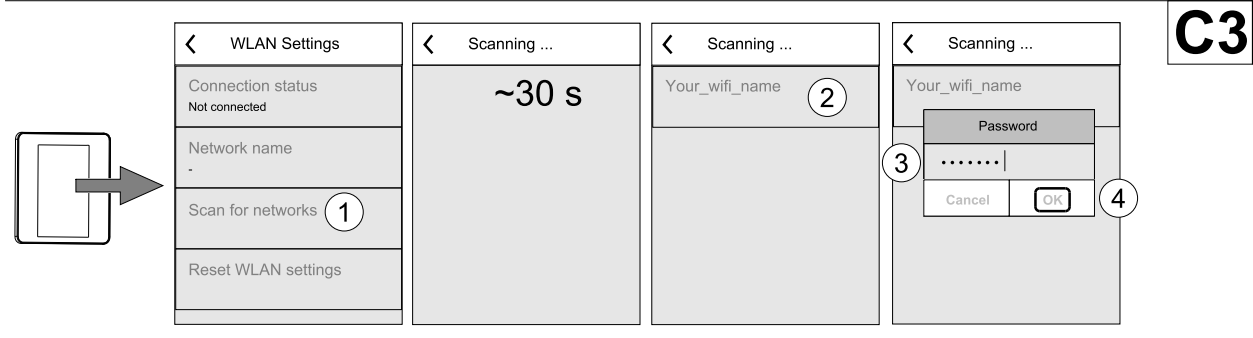 C3
WLAN Settings
Connection status
Not connected
Network name
-
Scan for networks
1
Reset WLAN settings
Scanning ...
~30 s
Scanning ...
Your_wifi_name
2
Scanning ...
Your_wifi_name
Password
3
•••••••
Cancel
OK
4